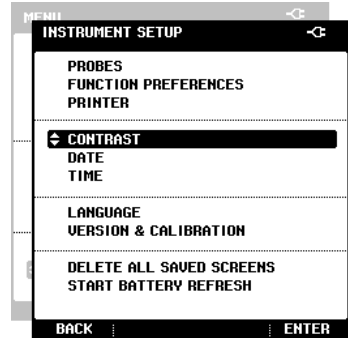 MENU
INSTRUMENT SETUP
PROBES
FUNCTION PREFERENCES
PRINTER
CONTRAST
DATE
TIME
LANGUAGE
VERSION & CALIBRATION
DELETE ALL SAVED SCREENS
START BATTERY REFRESH
BACK ENTER